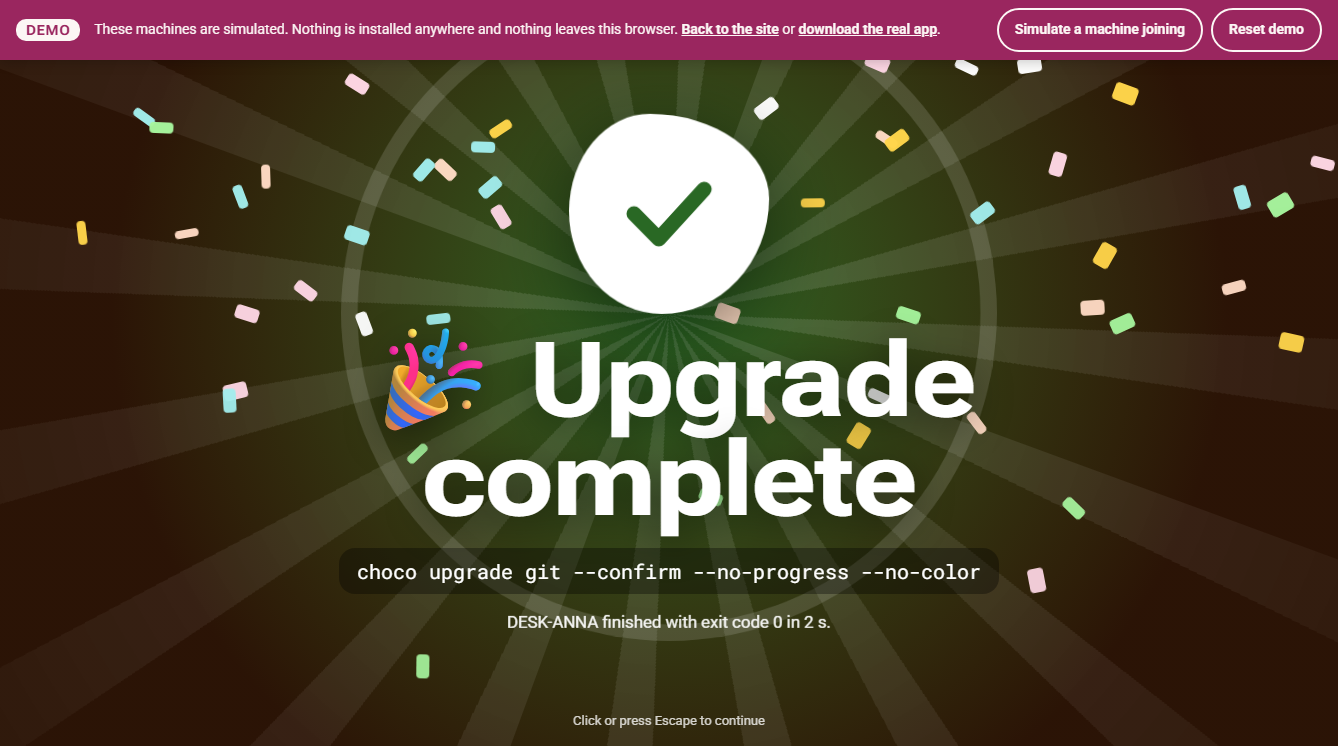 DEMO These machines are simulated. Nothing is installed anywhere and nothing leaves this browser. Back to the site or download the real app. Simulate a machine joining Reset demo
Upgrade
complete
choco upgrade git --confirm --no-progress --no-color
DESK-ANNA finished with exit code 0 in 2 s.
Click or press Escape to continue